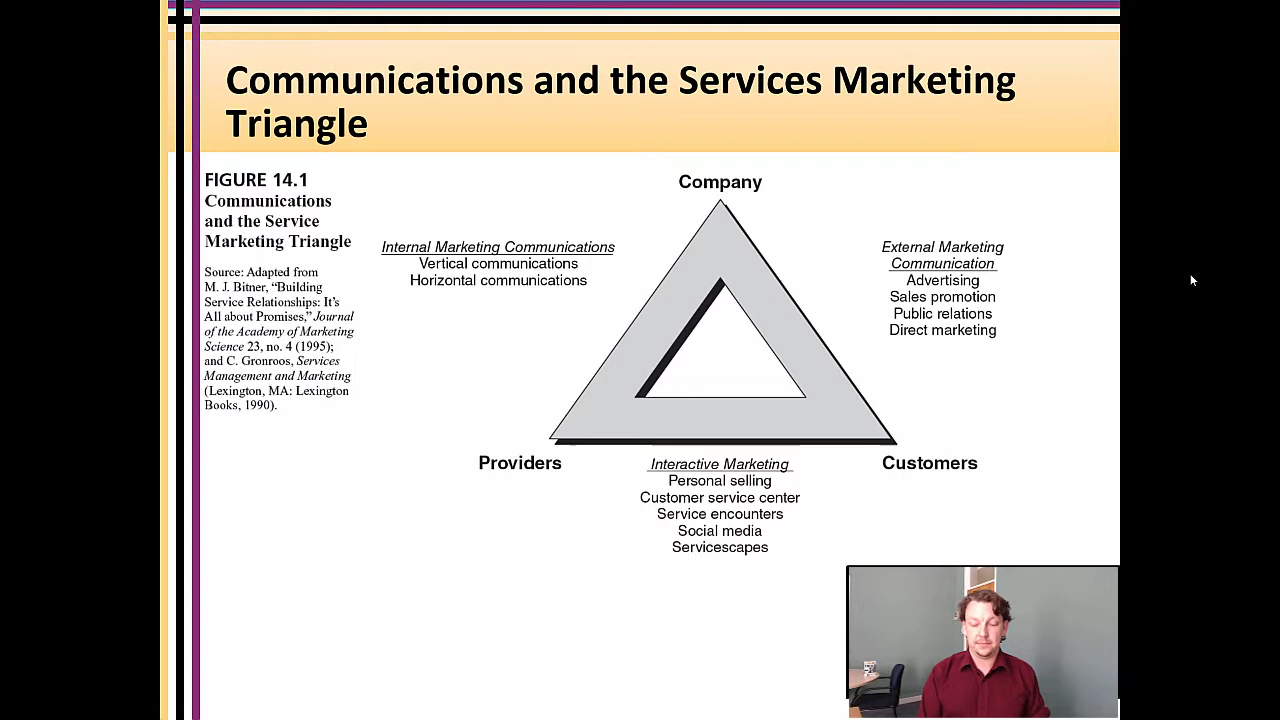 Communications and the Services Marketing
Triangle
FIGURE 14.1
Communications
and the Service
Marketing Triangle
Source: Adapted from
M. J. Bitner, “Building
Service Relationships: It’s
All about Promises,” Journal
of the Academy of Marketing
Science 23, no. 4 (1995);
and C. Gronroos, Services
Management and Marketing
(Lexington, MA: Lexington
Books, 1990).
Company
Internal Marketing Communications
Vertical communications
Horizontal communications
External Marketing
Communication
Advertising
Sales promotion
Public relations
Direct marketing
Providers
Customers
Interactive Marketing
Personal selling
Customer service center
Service encounters
Social media
Servicescapes